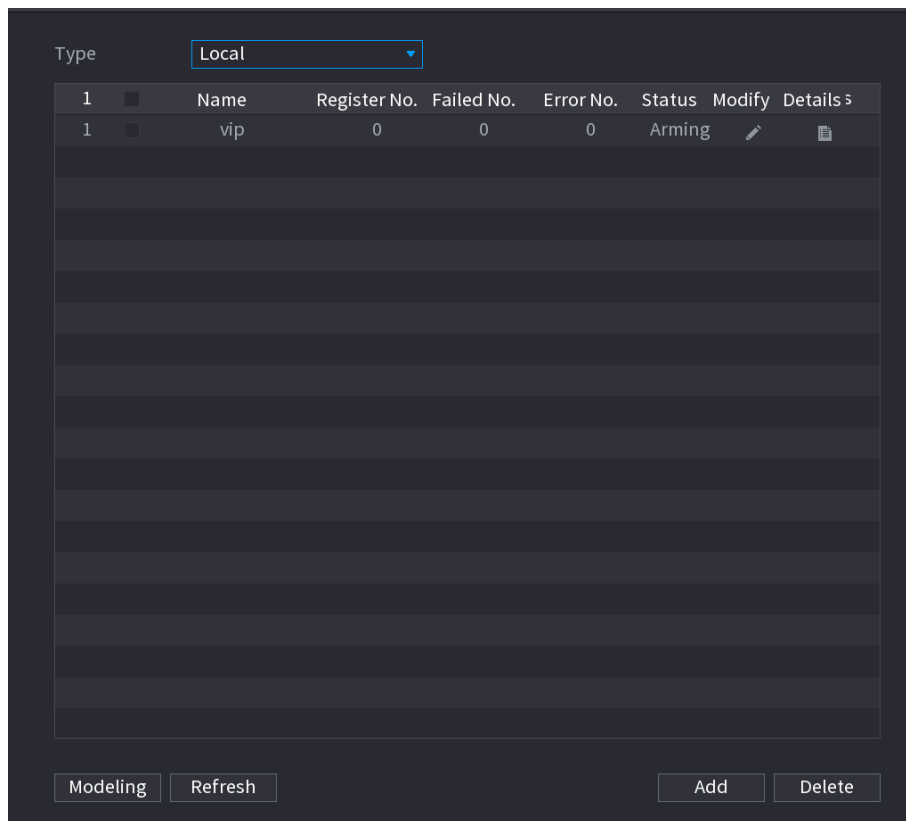 Type Local
1 Name Register No. Failed No. Error No. Status Modify Details s
1 vip 0 0 0 Arming
Modeling Refresh Add Delete